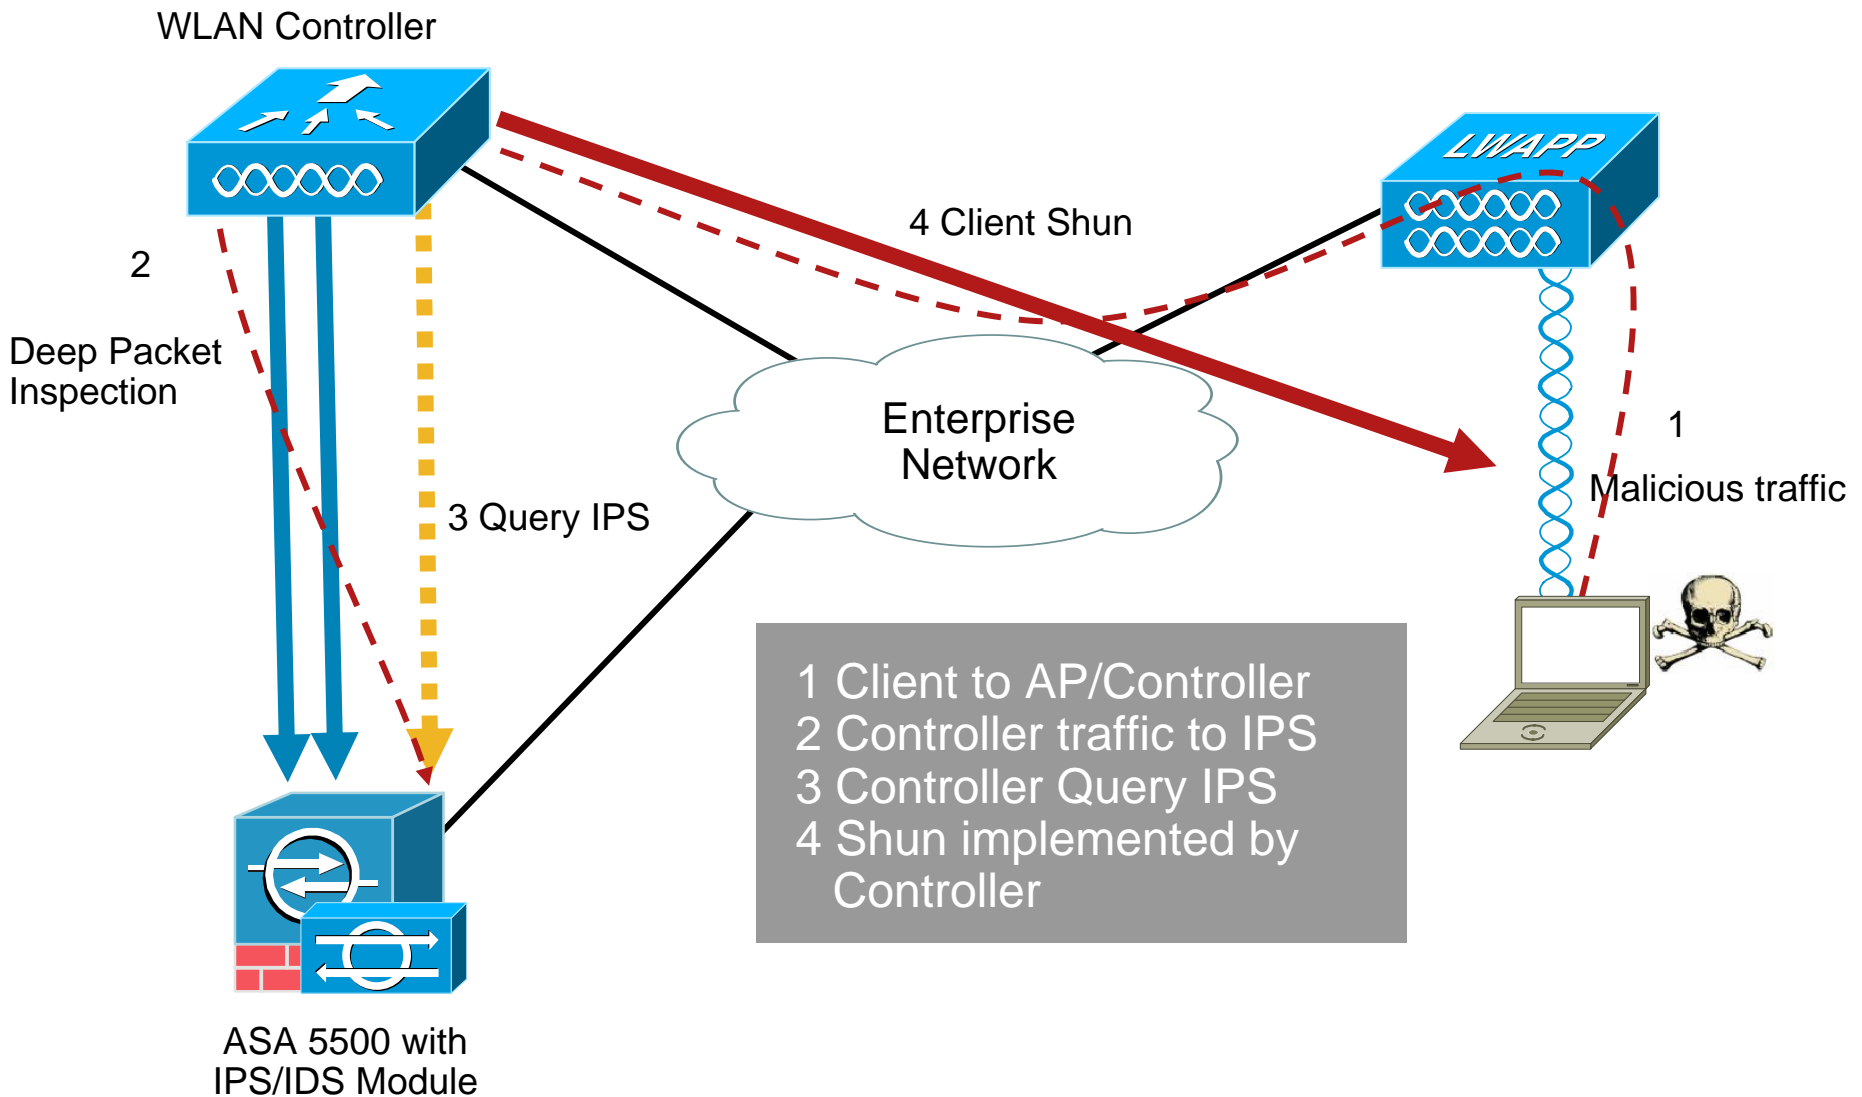 WLAN Controller
LWAPP
4 Client Shun
2
Deep Packet
Inspection
Enterprise
Network
1
Malicious traffic
3 Query IPS
1 Client to AP/Controller
2 Controller traffic to IPS
3 Controller Query IPS
4 Shun implemented by
Controller
ASA 5500 with
IPS/IDS Module